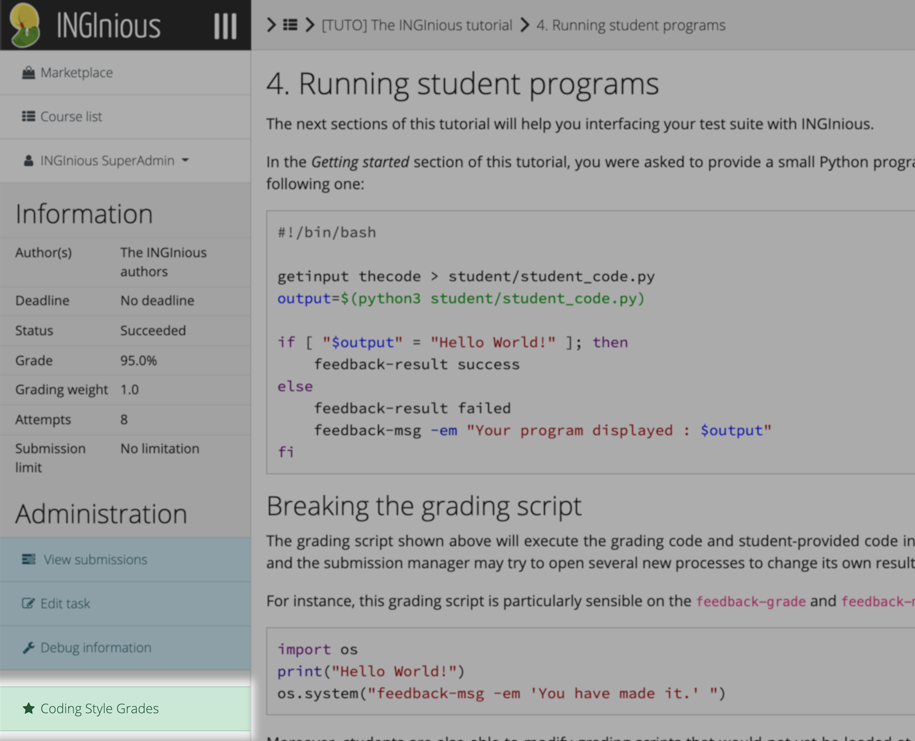 INGInious
[TUTO] The INGInious tutorial
4. Running student programs
Marketplace
Course list
INGInious SuperAdmin
Information
Author(s) The INGInious authors
Deadline No deadline
Status Succeeded
Grade 95.0%
Grading weight 1.0
Attempts 8
Submission limit No limitation
Administration
View submissions
Edit task
Debug information
Coding Style Grades
4. Running student programs
The next sections of this tutorial will help you interfacing your test suite with INGInious.
In the Getting started section of this tutorial, you were asked to provide a small Python
following one:
#!/bin/bash
getinput thecode > student/student_code.py
output=$(python3 student/student_code.py)
if [ "$output" = "Hello World!" ]; then
feedback-result success
else
feedback-result failed
feedback-msg -em "Your program displayed : $output"
fi
Breaking the grading script
The grading script shown above will execute the grading code and student-provided code in
and the submission manager may try to open several new processes to change its own result
For instance, this grading script is particularly sensible on the feedback-grade and
import os
print("Hello World!")
os.system("feedback-msg -em 'You have made it.' ")